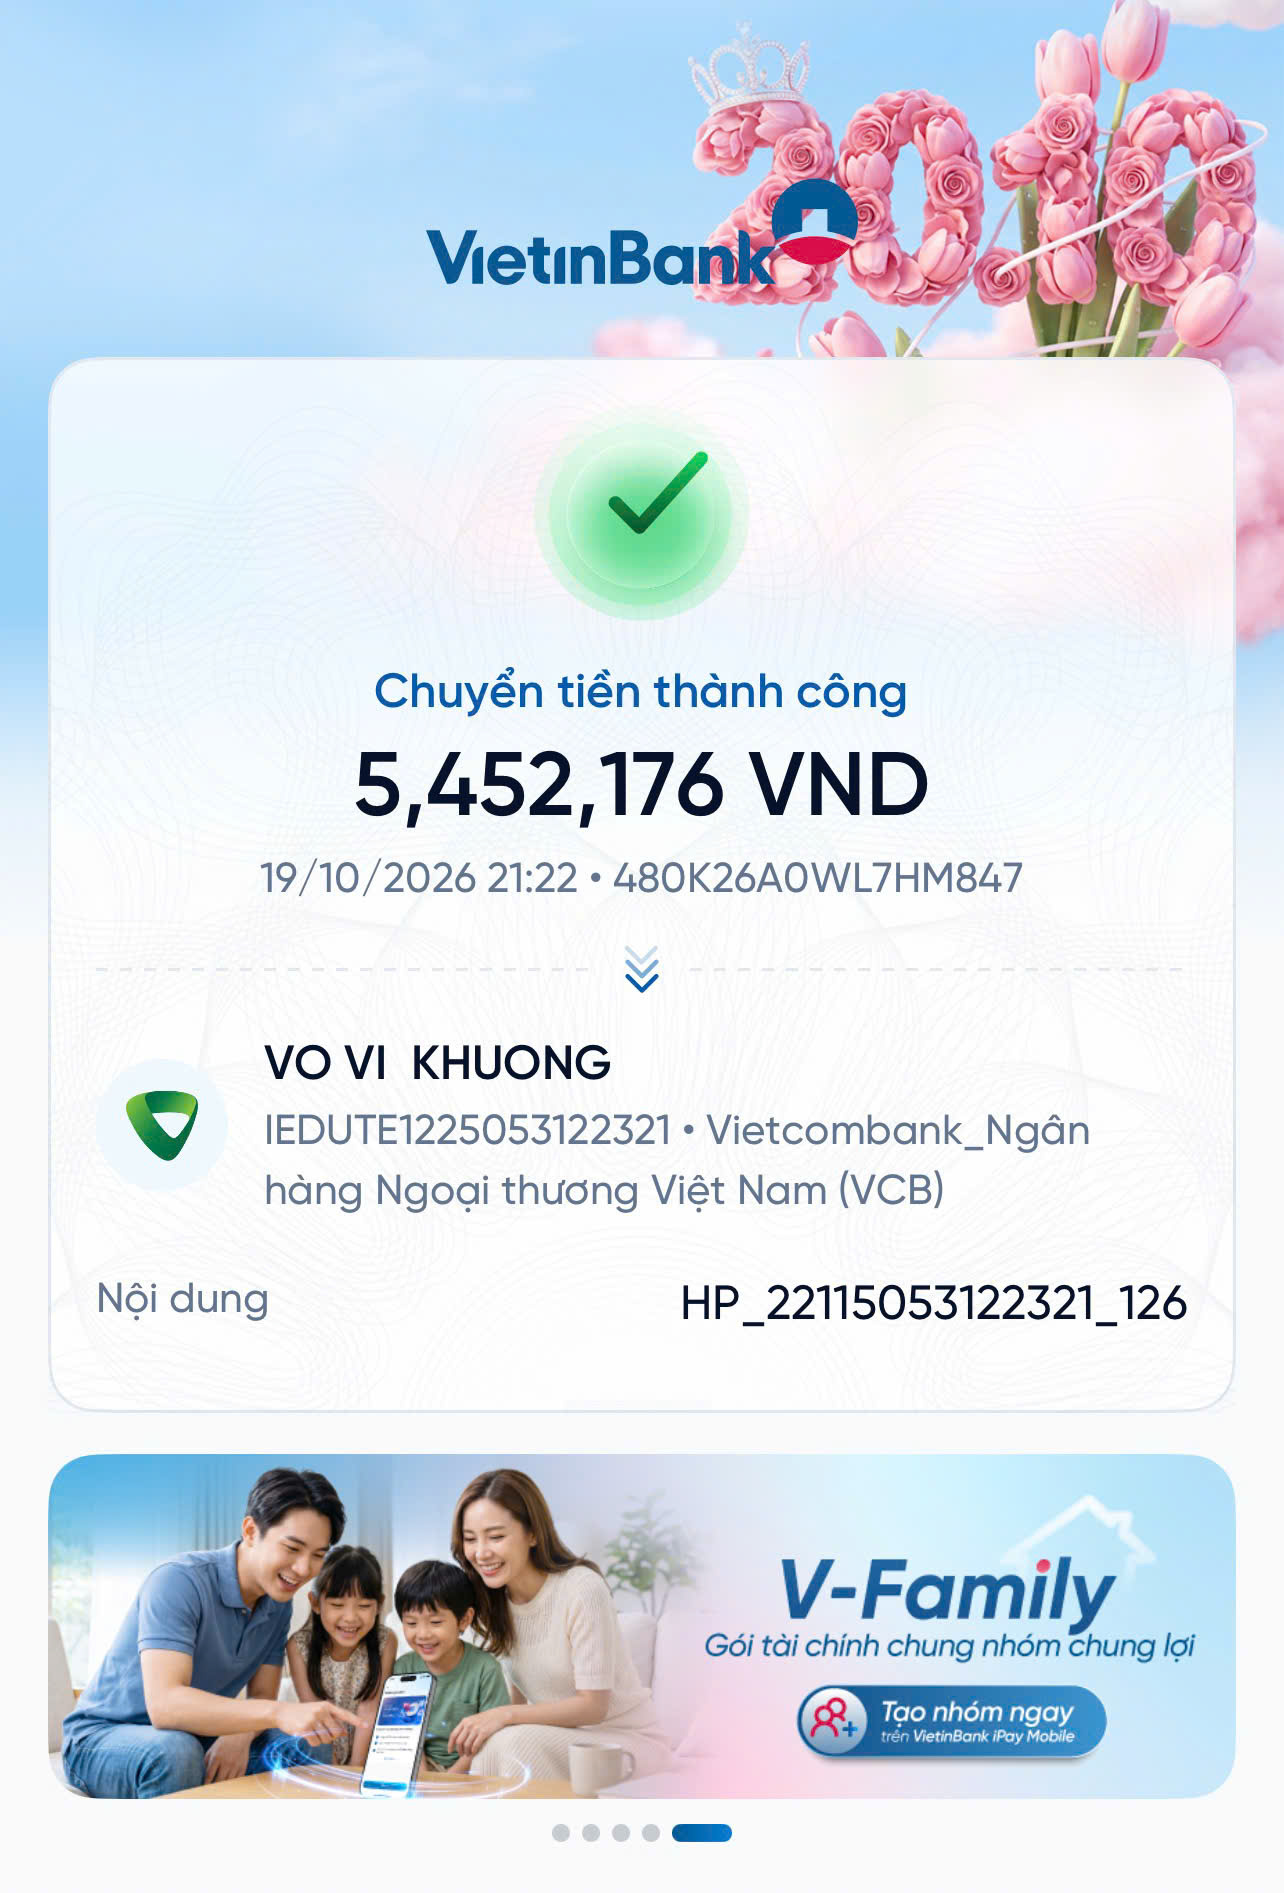 2010
VietinBank
Chuyển tiền thành công
5,452,176 VND
19/10/2026 21:22 • 480K26A0WL7HM847
VO VI KHUONG
IEDUTE1225053122321 • Vietcombank_Ngân
hàng Ngoại thương Việt Nam (VCB)
Nội dung
HP_22115053122321_126
V-Family
Gói tài chính chung nhóm chung lợi
Tạo nhóm ngay
trên VietinBank iPay Mobile